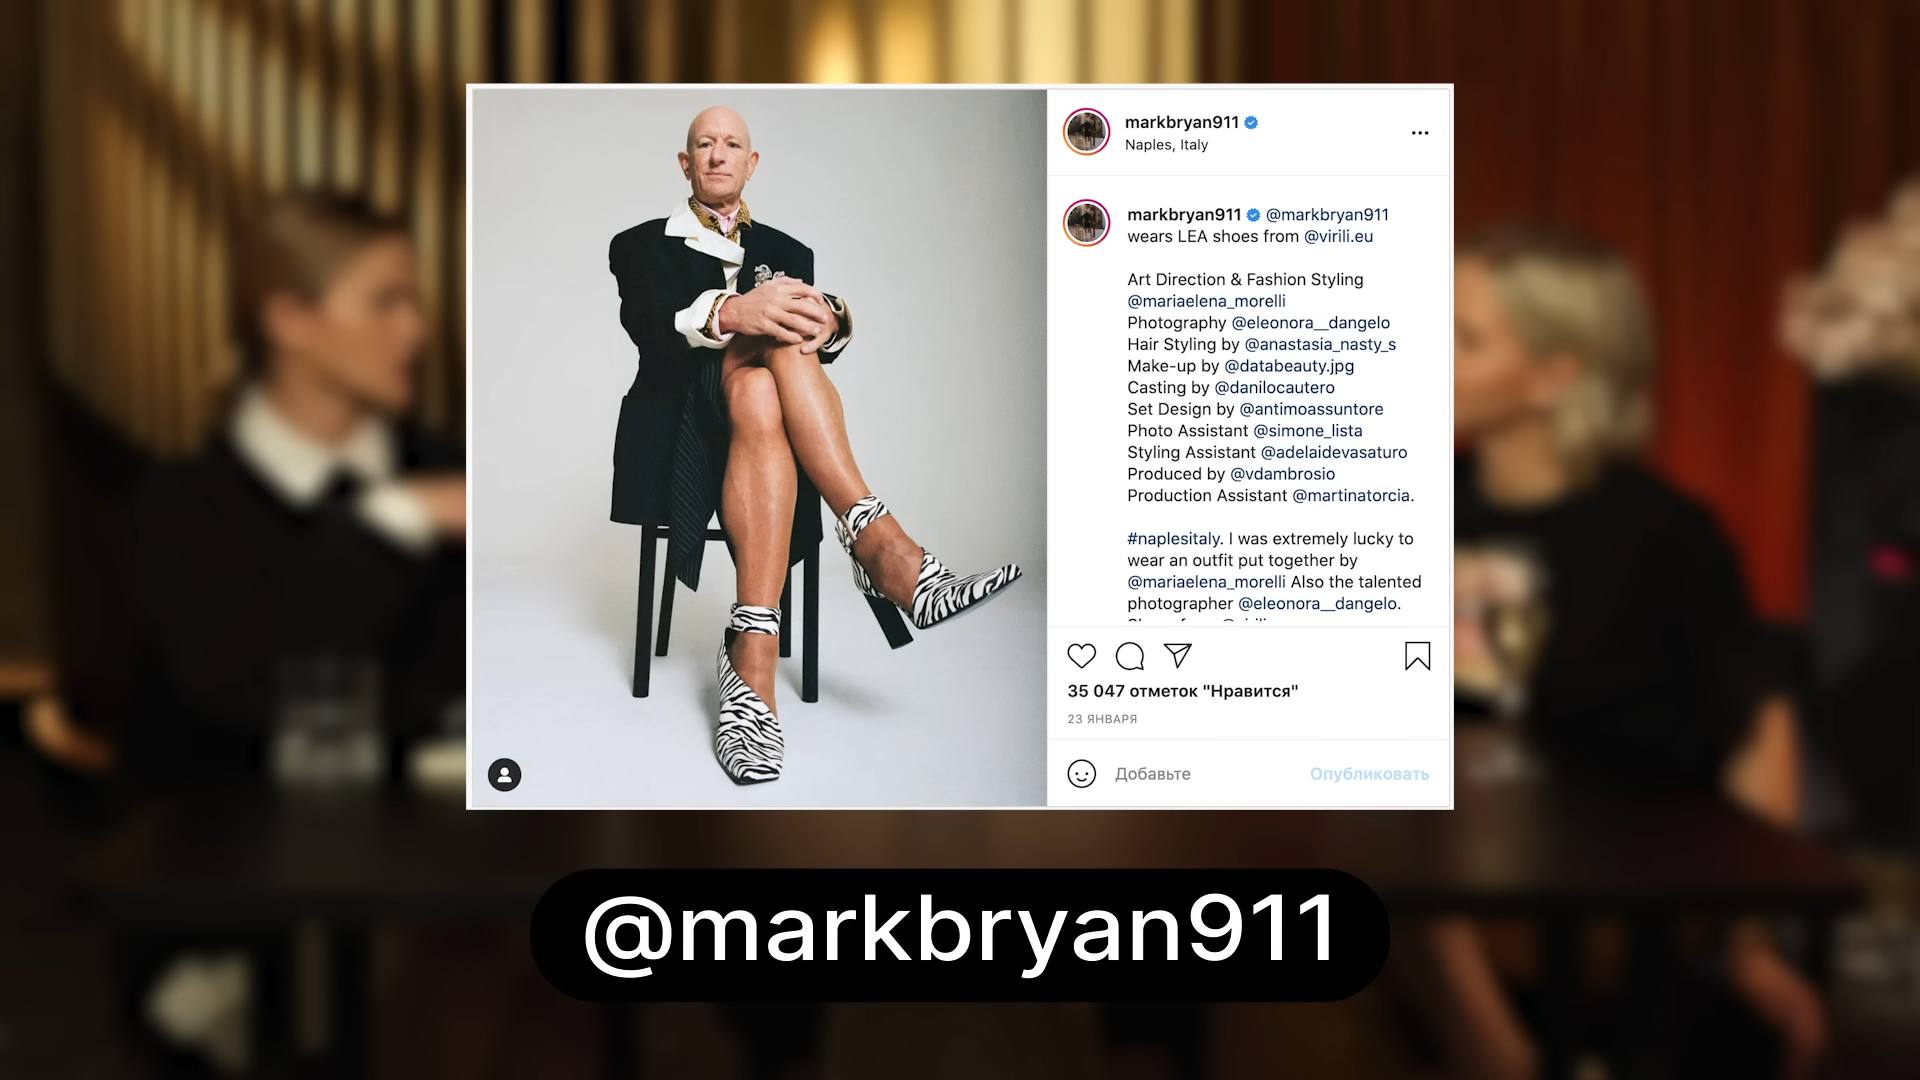 markbryan911
Naples, Italy
markbryan911 @markbryan911
wears LEA shoes from @virili.eu
Art Direction & Fashion Styling
@mariaelena_morelli
Photography @eleonora__dangelo
Hair Styling by @anastasia_nasty_s
Make-up by @databeauty.jpg
Casting by @danilocautero
Set Design by @antimoassuntore
Photo Assistant @simone_lista
Styling Assistant @adelaidevasaturo
Produced by @vdambrosio
Production Assistant @martinatorcia.
#naplesitaly. I was extremely lucky to
wear an outfit put together by
@mariaelena_morelli Also the talented
photographer @eleonora__dangelo.
35 047 отметок "Нравится"
23 ЯНВАРЯ
Добавьте
Опубликовать
@markbryan911